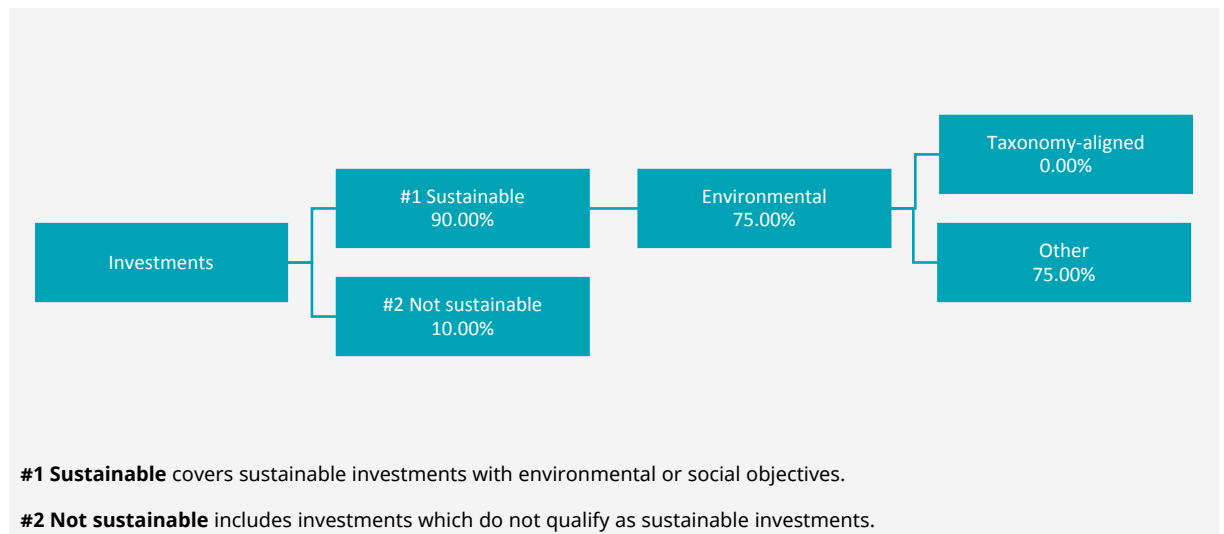 Investments
#1 Sustainable
90.00%
#2 Not sustainable
10.00%
Environmental
75.00%
Taxonomy-aligned
0.00%
Other
75.00%
#1 Sustainable covers sustainable investments with environmental or social objectives.
#2 Not sustainable includes investments which do not qualify as sustainable investments.